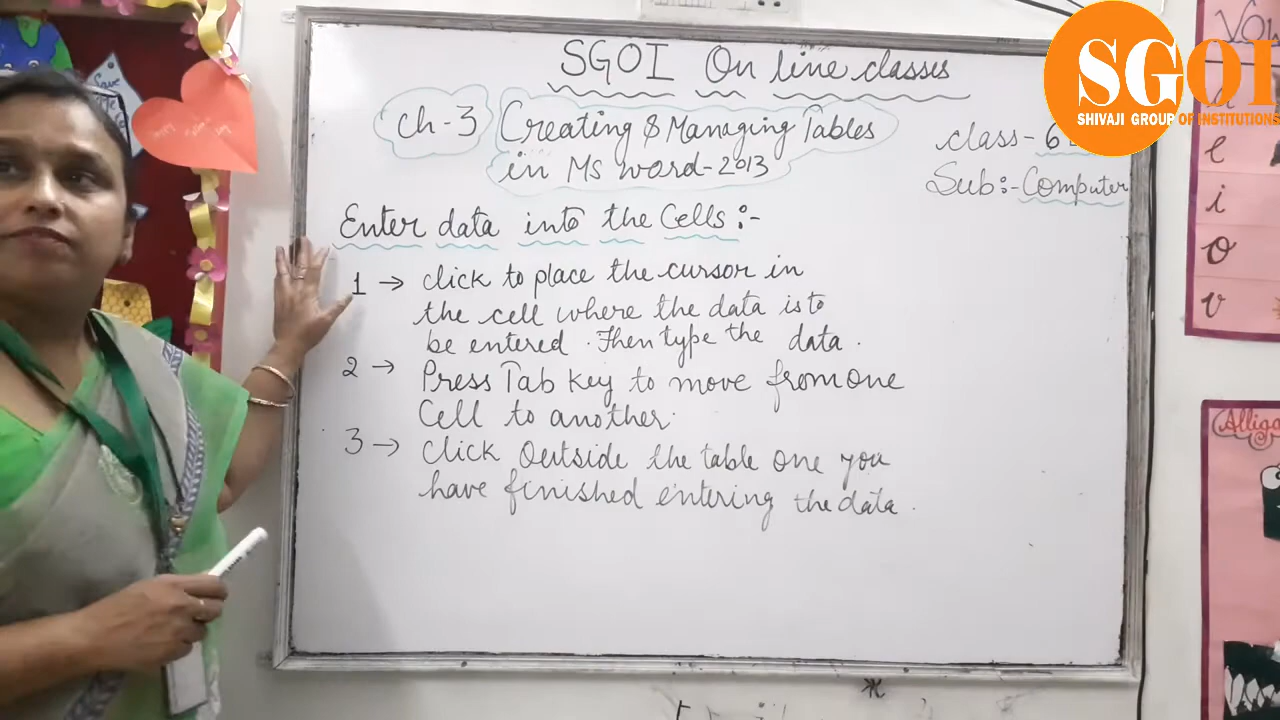 SGOI On line classes
Ch-3 Creating & Managing Tables
in Ms word-2013
class- 6
Sub:- Computer
Enter data into the Cells :-
1 → click to place the cursor in
the cell where the data is to
be entered. Then type the data.
2 → Press Tab Key to move from one
Cell to another.
3 → Click Outside the table one you
have finished entering the data.
SGOI
SHIVAJI GROUP OF INSTITUTIONS
e
i
o
Save